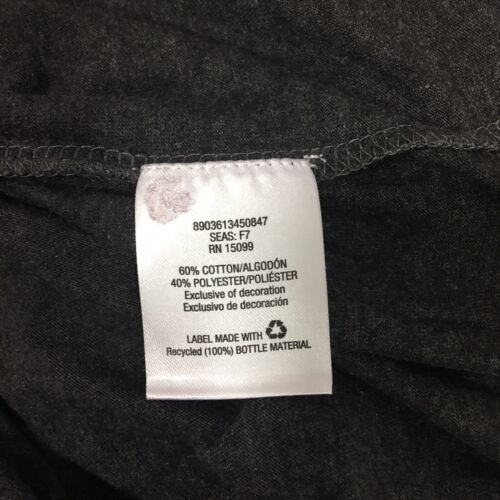 8903613450847
SEAS: F7
RN 15099
60% COTTON/ALGODÓN
40% POLYESTER/POLIÉSTER
Exclusive of decoration
Exclusivo de decoración
LABEL MADE WITH
Recycled (100%) BOTTLE MATERIAL